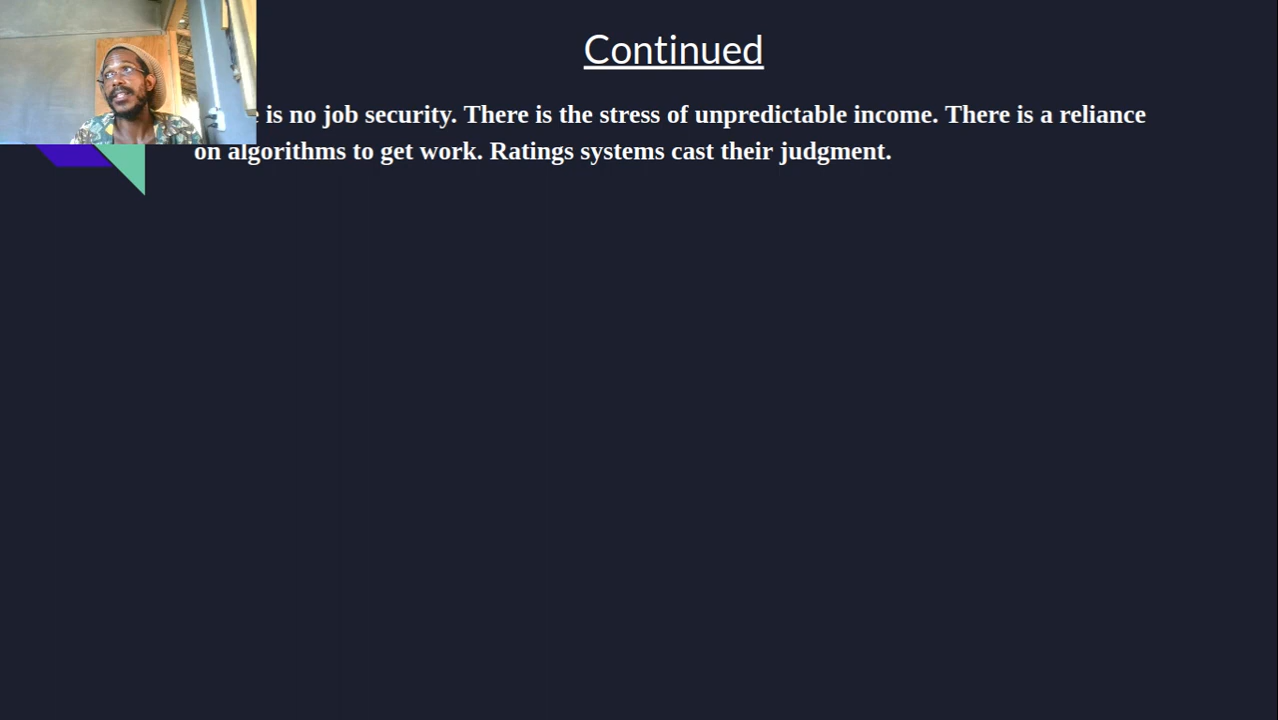 Continued
is no job security. There is the stress of unpredictable income. There is a reliance
on algorithms to get work. Ratings systems cast their judgment.